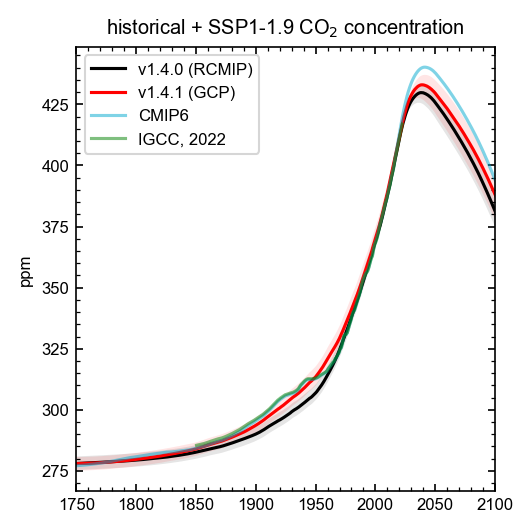 historical + SSP1-1.9 CO₂ concentration
v1.4.0 (RCMIP)
v1.4.1 (GCP)
CMIP6
IGCC, 2022
ppm
425
400
375
350
325
300
275
1750 1800 1850 1900 1950 2000 2050 2100